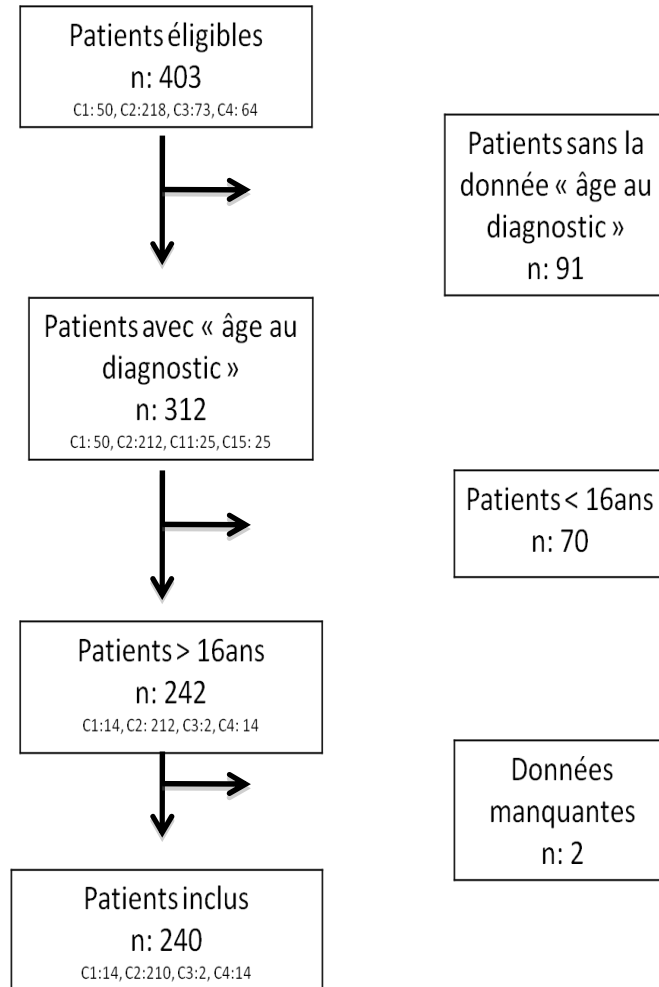 Patients éligibles
n: 403
C1: 50, C2:218, C3:73, C4: 64
Patients sans la
donnée « âge au
diagnostic »
n: 91
Patients avec « âge au
diagnostic »
n: 312
C1: 50, C2:212, C11:25, C15: 25
Patients < 16ans
n: 70
Patients > 16ans
n: 242
C1:14, C2: 212, C3:2, C4: 14
Données
manquantes
n: 2
Patients inclus
n: 240
C1:14, C2:210, C3:2, C4:14